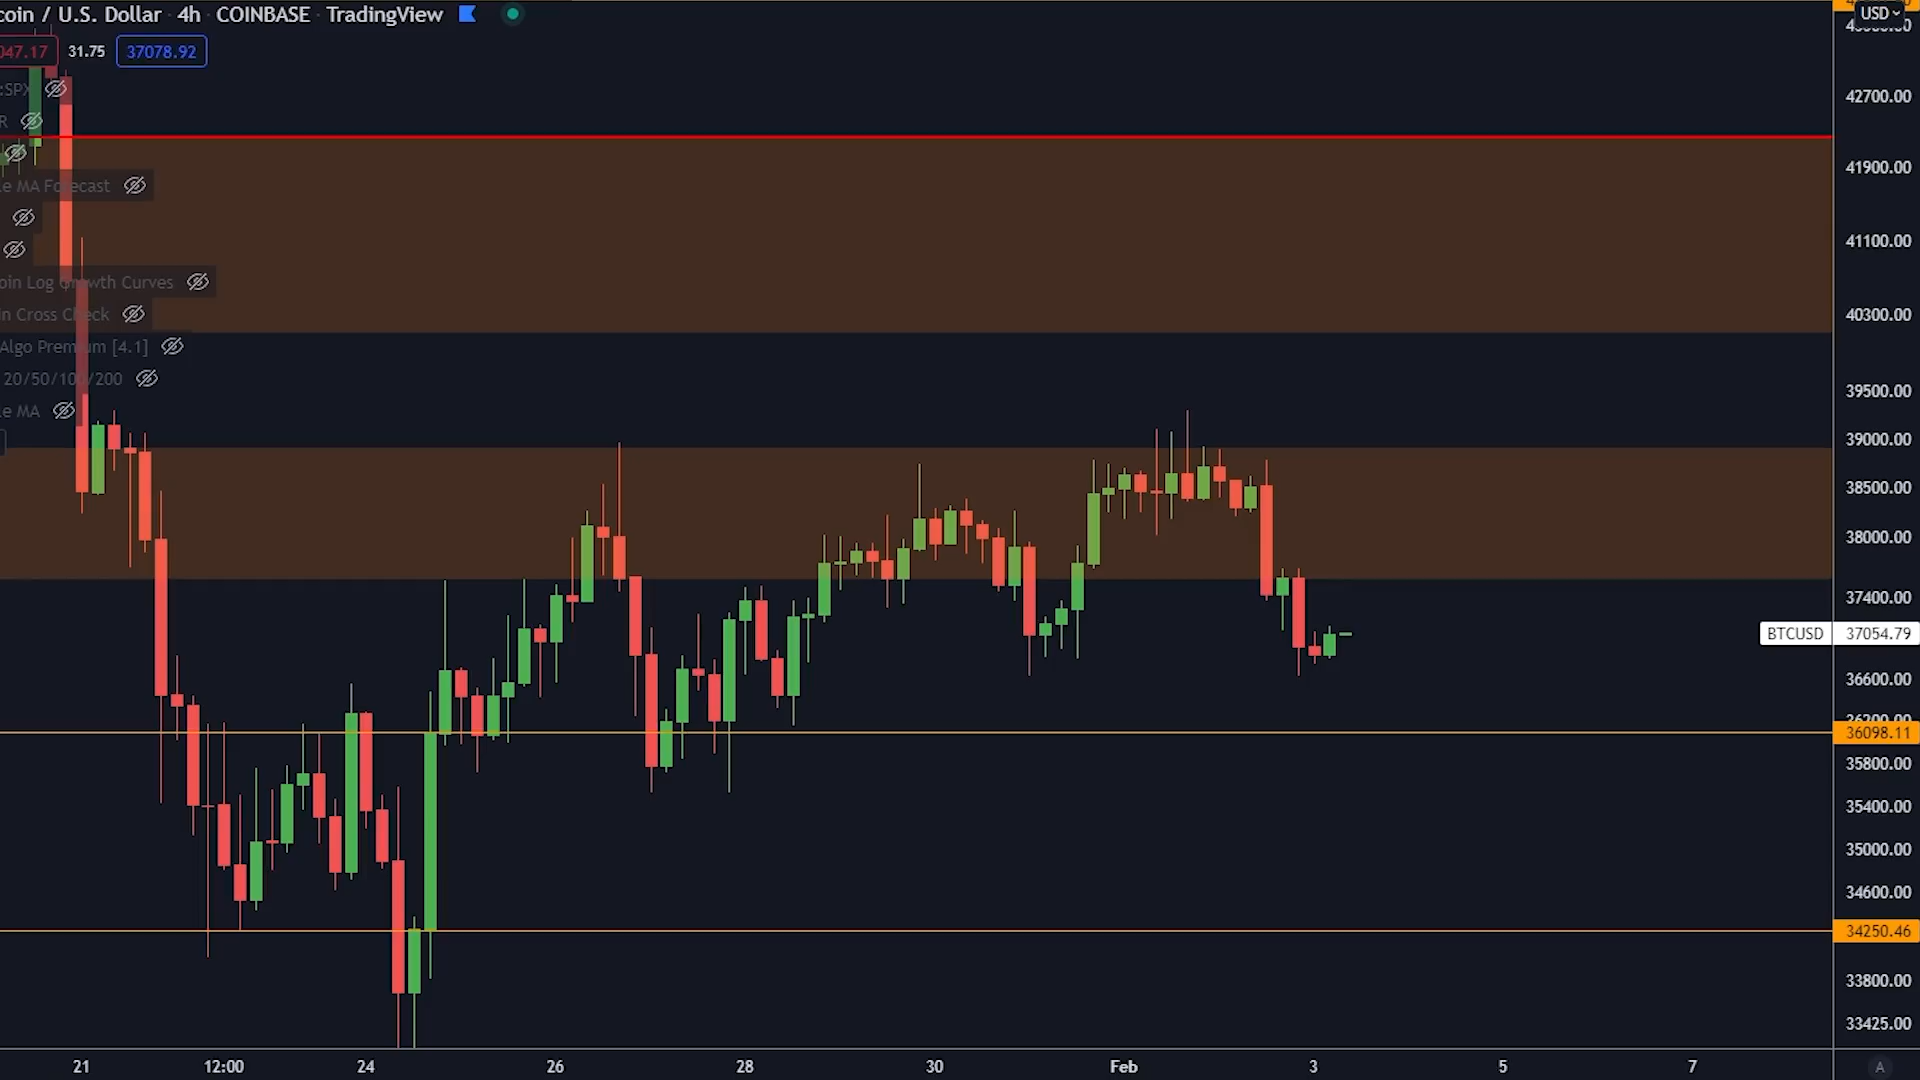 coin / U.S. Dollar · 4h · COINBASE · TradingView
047.17 31.75 37078.92
:SPX
R
le MA Forecast
oin Log Growth Curves
in Cross Check
Algo Premium [4.1]
20/50/100/200
le MA
USD
42700.00
41900.00
41100.00
40300.00
39500.00
39000.00
38500.00
38000.00
37400.00
BTCUSD 37054.79
36600.00
36200.00
36098.11
35800.00
35400.00
35000.00
34600.00
34250.46
33800.00
33425.00
21 12:00 24 26 28 30 Feb 3 5 7 A